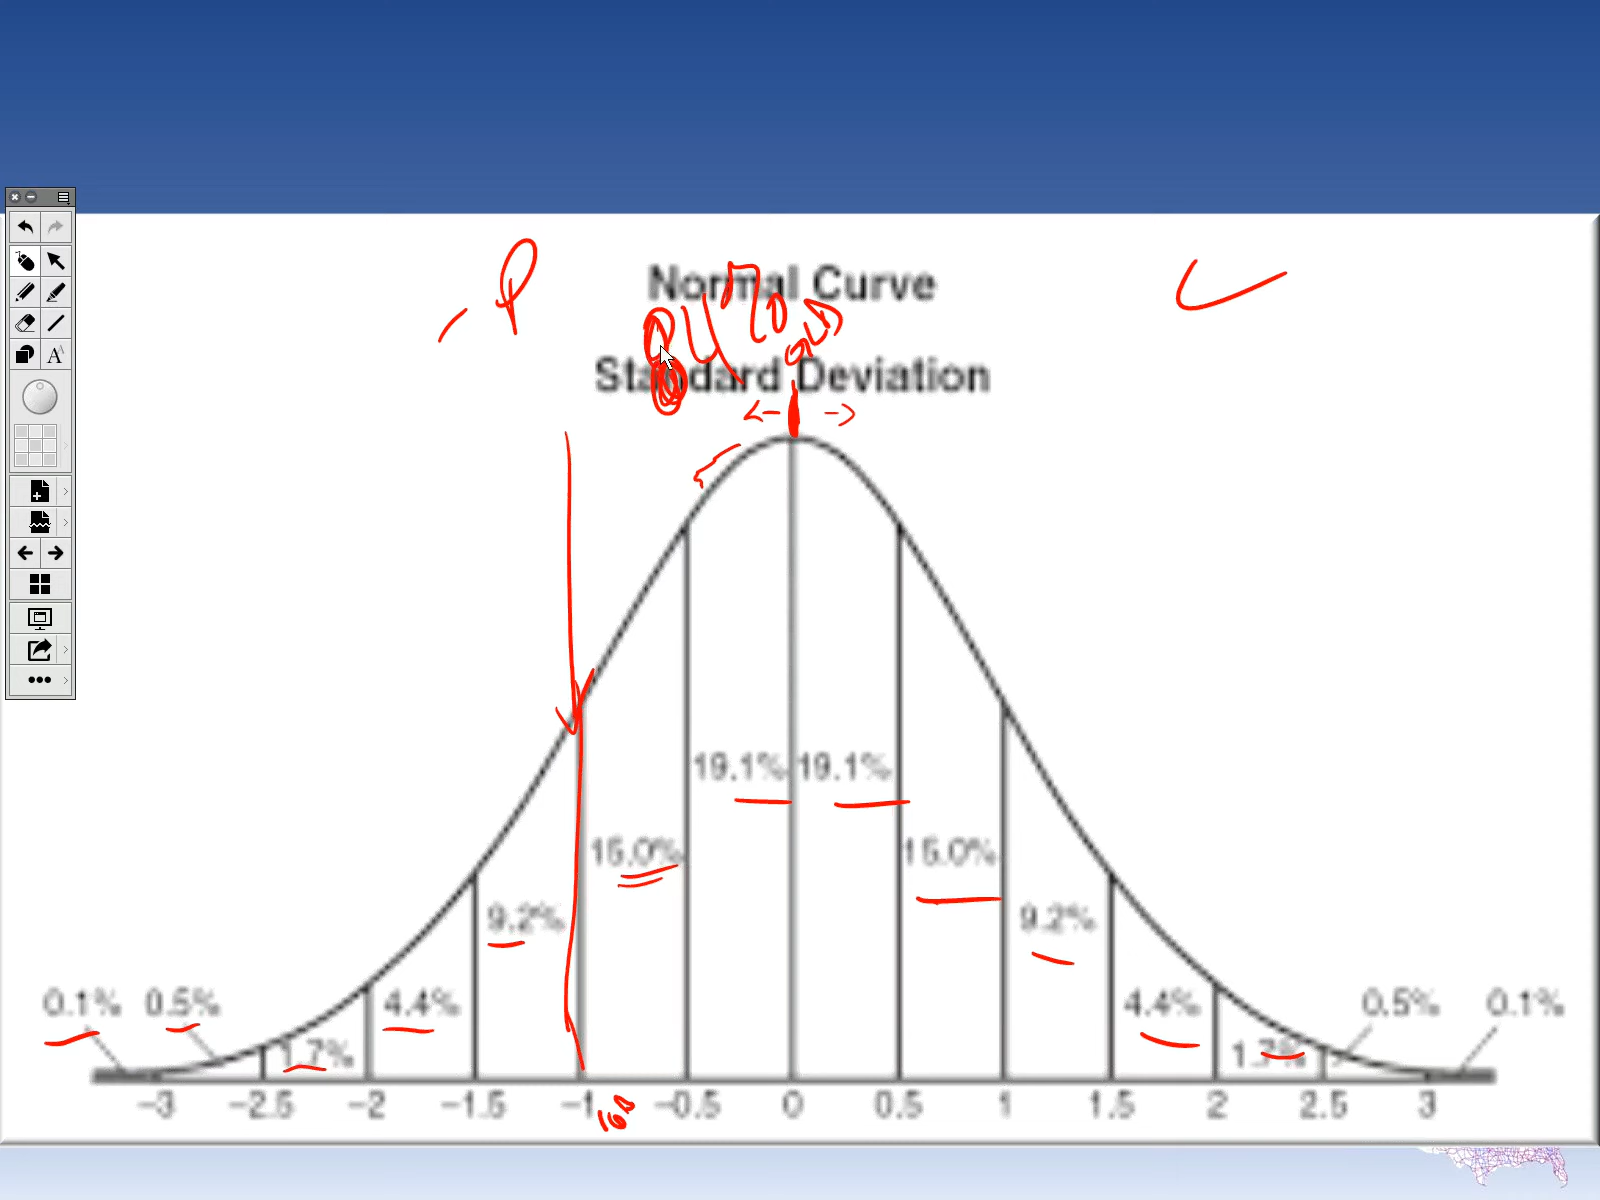 Normal Curve
84%
Standard Deviation
19.1% 19.1%
15.0% 15.0%
9.2% 9.2%
0.1% 0.5% 4.4% 4.4% 0.5% 0.1%
1.7% 1.7%
−3 −2.5 −2 −1.5 −1 −0.5 0 0.5 1 1.5 2 2.5 3